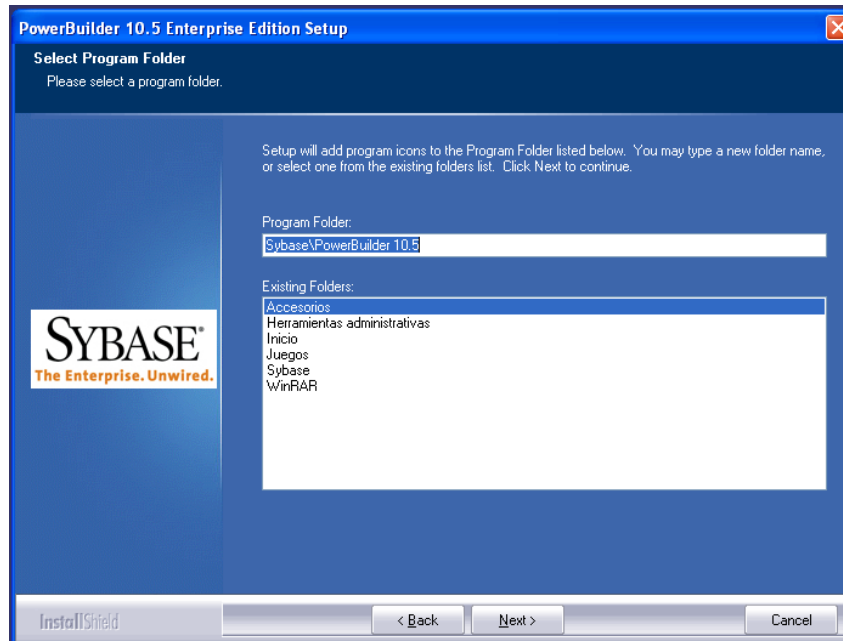 PowerBuilder 10.5 Enterprise Edition Setup
Select Program Folder
Please select a program folder.
Setup will add program icons to the Program Folder listed below.  You may type a new folder name,
or select one from the existing folders list.  Click Next to continue.
Program Folder:
Sybase\PowerBuilder 10.5
Existing Folders:
Accesorios
Herramientas administrativas
Inicio
Juegos
Sybase
WinRAR
SYBASE®
The Enterprise. Unwired.
InstallShield
< Back
Next >
Cancel